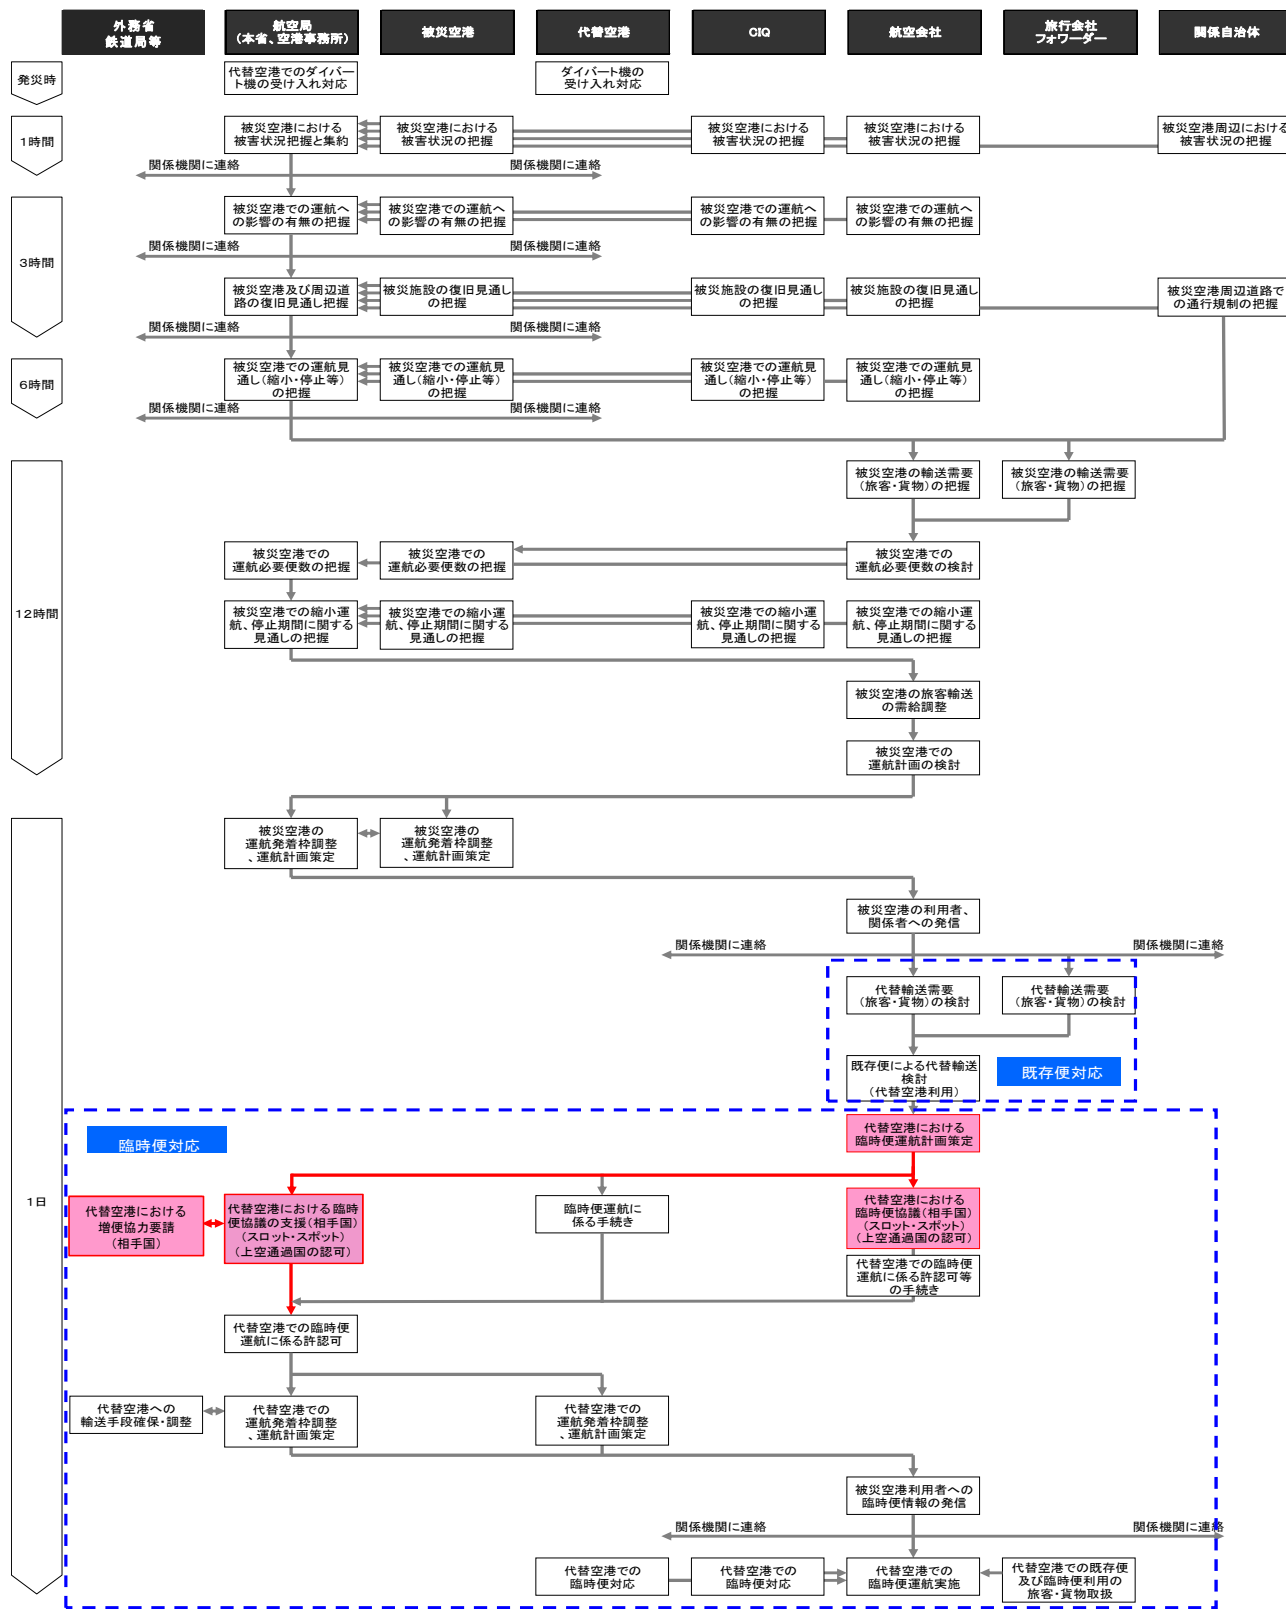 外務省
鉄道局等
航空局
（本省、空港事務所）
被災空港
代替空港
CIQ
航空会社
旅行会社
フォワーダー
関係自治体
発災時
代替空港でのダイバー
ト機の受け入れ対応
ダイバート機の
受け入れ対応
1時間
被災空港における
被害状況把握と集約
被災空港における
被害状況の把握
被災空港における
被害状況の把握
被災空港における
被害状況の把握
被災空港周辺における
被害状況の把握
関係機関に連絡
関係機関に連絡
3時間
被災空港での運航へ
の影響の有無の把握
被災空港での運航へ
の影響の有無の把握
被災空港での運航へ
の影響の有無の把握
被災空港での運航へ
の影響の有無の把握
関係機関に連絡
関係機関に連絡
被災空港及び周辺道
路の復旧見通し把握
被災施設の復旧見通し
の把握
被災施設の復旧見通し
の把握
被災施設の復旧見通し
の把握
被災空港周辺道路で
の通行規制の把握
関係機関に連絡
関係機関に連絡
6時間
被災空港での運航見
通し（縮小・停止等）
の把握
被災空港での運航見
通し（縮小・停止等）
の把握
被災空港での運航見
通し（縮小・停止等）
の把握
被災空港での運航見
通し（縮小・停止等）
の把握
関係機関に連絡
関係機関に連絡
12時間
被災空港の輸送需要
（旅客・貨物）の把握
被災空港の輸送需要
（旅客・貨物）の把握
被災空港での
運航必要便数の把握
被災空港での
運航必要便数の把握
被災空港での
運航必要便数の検討
被災空港での縮小運
航、停止期間に関する
見通しの把握
被災空港での縮小運
航、停止期間に関する
見通しの把握
被災空港での縮小運
航、停止期間に関する
見通しの把握
被災空港での縮小運
航、停止期間に関する
見通しの把握
被災空港の旅客輸送
の需給調整
被災空港での
運航計画の検討
1日
被災空港の
運航発着枠調整
、運航計画策定
被災空港の
運航発着枠調整
、運航計画策定
被災空港の利用者、
関係者への発信
関係機関に連絡
関係機関に連絡
代替輸送需要
（旅客・貨物）の検討
代替輸送需要
（旅客・貨物）の検討
既存便による代替輸送
検討
（代替空港利用）
既存便対応
臨時便対応
代替空港における
臨時便運航計画策定
代替空港における
増便協力要請
（相手国）
代替空港における臨時
便協議の支援（相手国）
（スロット・スポット）
（上空通過国の認可）
臨時便運航に
係る手続き
代替空港における
臨時便協議（相手国）
（スロット・スポット）
（上空通過国の認可）
代替空港での臨時便
運航に係る許認可等
の手続き
代替空港での臨時便
運航に係る許認可
代替空港への
輸送手段確保・調整
代替空港での
運航発着枠調整
、運航計画策定
代替空港での
運航発着枠調整
、運航計画策定
被災空港利用者への
臨時便情報の発信
関係機関に連絡
関係機関に連絡
代替空港での
臨時便対応
代替空港での
臨時便対応
代替空港での
臨時便運航実施
代替空港での既存便
及び臨時便利用の
旅客・貨物取扱